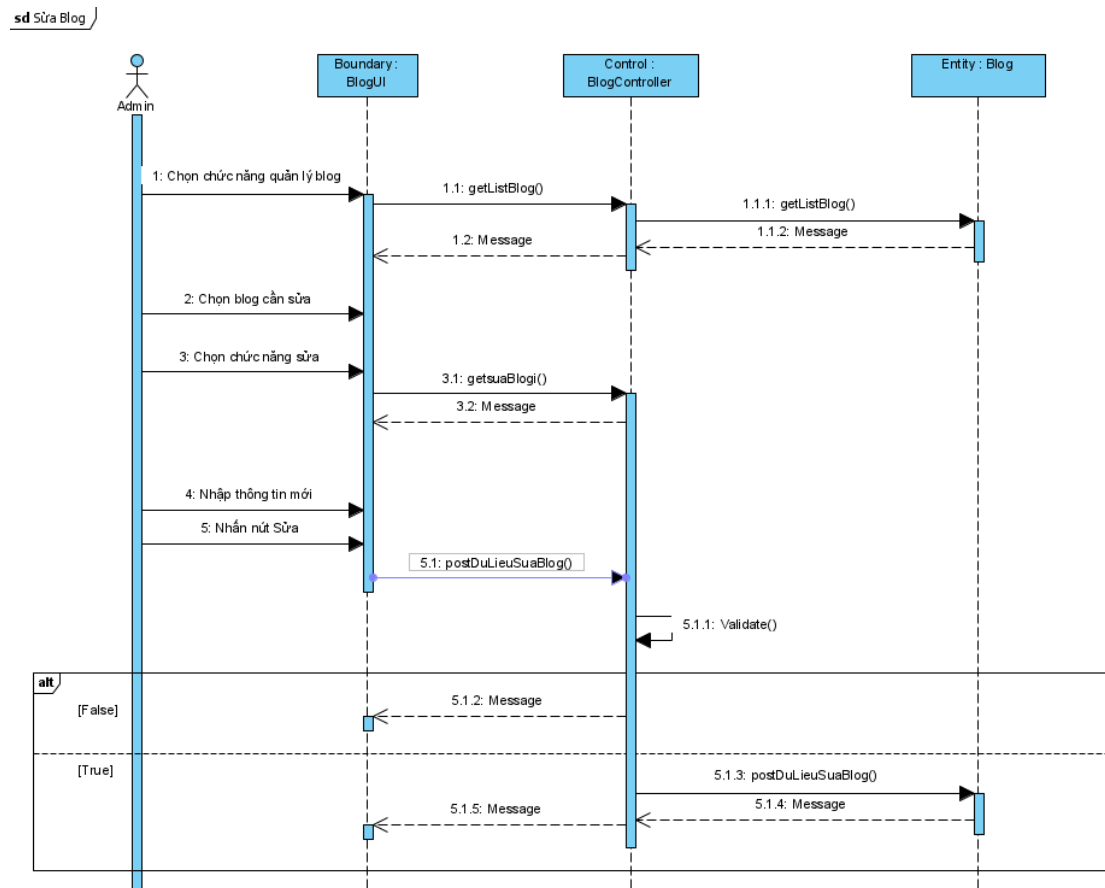 sd Sửa Blog
Admin
Boundary :
BlogUI
Control :
BlogController
Entity : Blog
1: Chọn chức năng quản lý blog
1.1: getListBlog()
1.1.1: getListBlog()
1.1.2: Message
1.2: Message
2: Chọn blog cần sửa
3: Chọn chức năng sửa
3.1: getsuaBlogi()
3.2: Message
4: Nhập thông tin mới
5: Nhấn nút Sửa
5.1: postDuLieuSuaBlog()
5.1.1: Validate()
alt
[False]
5.1.2: Message
[True]
5.1.3: postDuLieuSuaBlog()
5.1.4: Message
5.1.5: Message